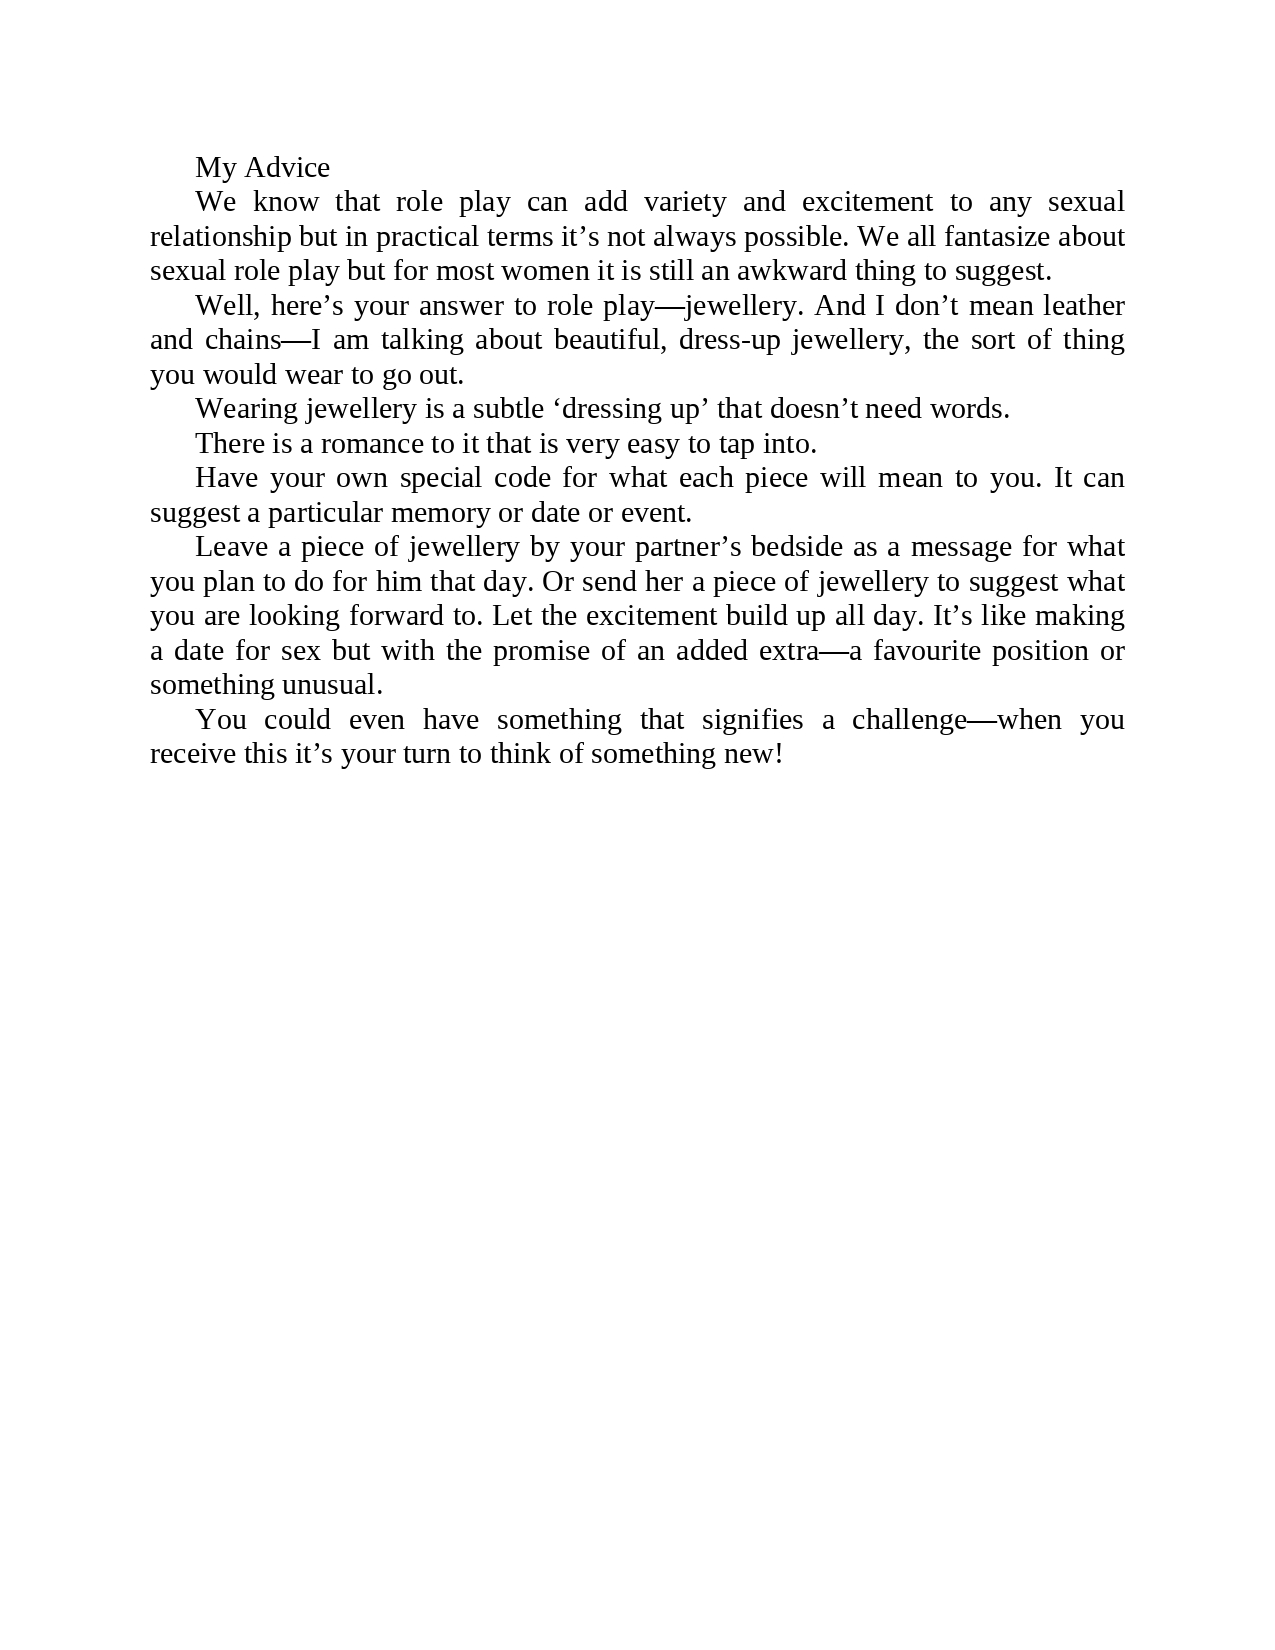 My Advice
We know that role play can add variety and excitement to any sexual
relationship but in practical terms it’s not always possible. We all fantasize about
sexual role play but for most women it is still an awkward thing to suggest.
Well, here’s your answer to role play—jewellery. And I don’t mean leather
and chains—I am talking about beautiful, dress-up jewellery, the sort of thing
you would wear to go out.
Wearing jewellery is a subtle ‘dressing up’ that doesn’t need words.
There is a romance to it that is very easy to tap into.
Have your own special code for what each piece will mean to you. It can
suggest a particular memory or date or event.
Leave a piece of jewellery by your partner’s bedside as a message for what
you plan to do for him that day. Or send her a piece of jewellery to suggest what
you are looking forward to. Let the excitement build up all day. It’s like making
a date for sex but with the promise of an added extra—a favourite position or
something unusual.
You could even have something that signifies a challenge—when you
receive this it’s your turn to think of something new!